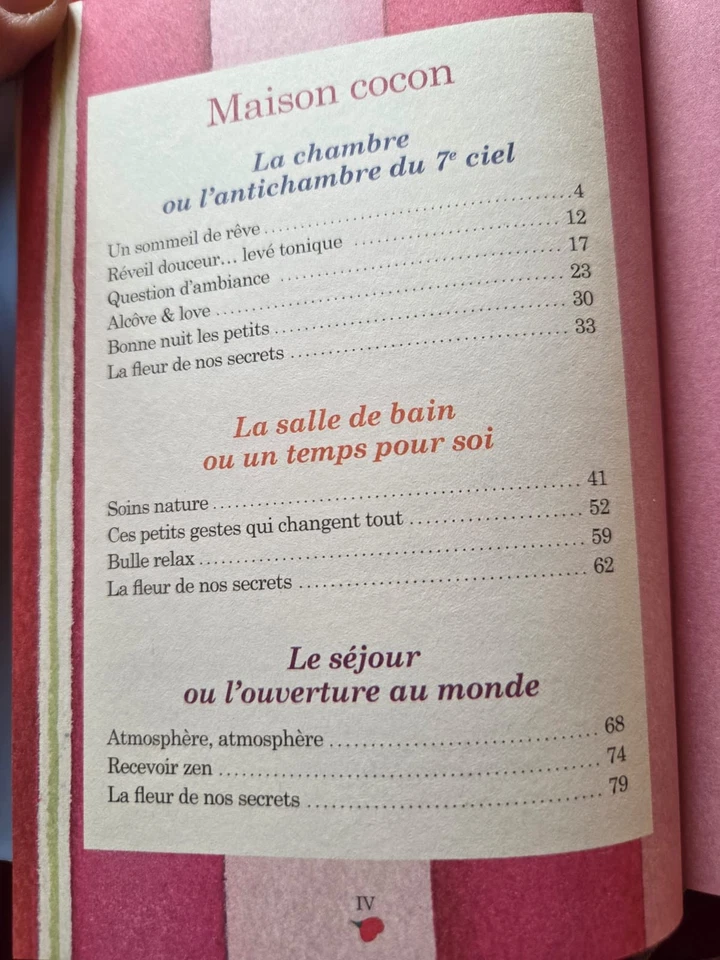 Maison cocon
La chambre
ou l'antichambre du 7e ciel
Un sommeil de rêve ........................................ 4
Réveil douceur... levé tonique ........................................ 12
Question d'ambiance ........................................ 17
Alcôve & love ........................................ 23
Bonne nuit les petits ........................................ 30
La fleur de nos secrets ........................................ 33
La salle de bain
ou un temps pour soi
Soins nature ........................................ 41
Ces petits gestes qui changent tout ........................................ 52
Bulle relax ........................................ 59
La fleur de nos secrets ........................................ 62
Le séjour
ou l'ouverture au monde
Atmosphère, atmosphère ........................................ 68
Recevoir zen ........................................ 74
La fleur de nos secrets ........................................ 79
IV